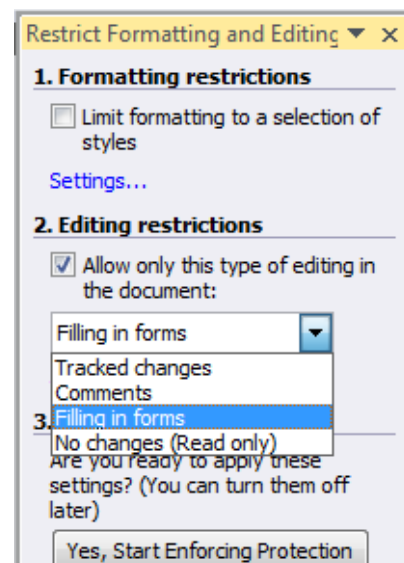 Restrict Formatting and Editing
1. Formatting restrictions
Limit formatting to a selection of
styles
Settings...
2. Editing restrictions
Allow only this type of editing in
the document:
Filling in forms
Tracked changes
Comments
Filling in forms
No changes (Read only)
3.
Are you ready to apply these
settings? (You can turn them off
later)
Yes, Start Enforcing Protection